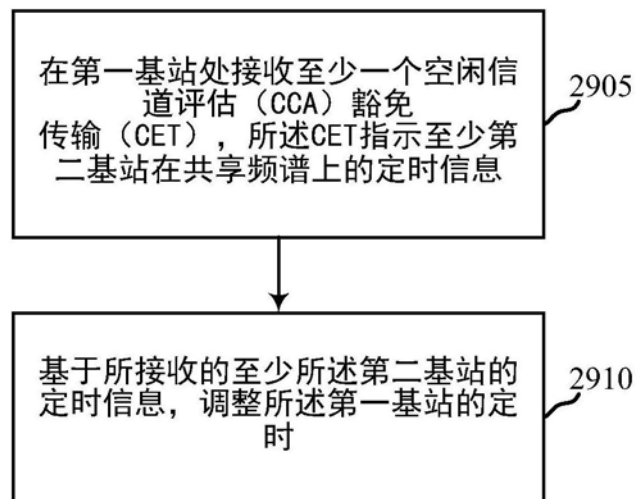 在第一基站处接收至少一个空闲信
道评估（CCA）豁免
传输（CET），所述CET指示至少第
二基站在共享频谱上的定时信息
2905
基于所接收的至少所述第二基站的
定时信息，调整所述第一基站的定
时
2910